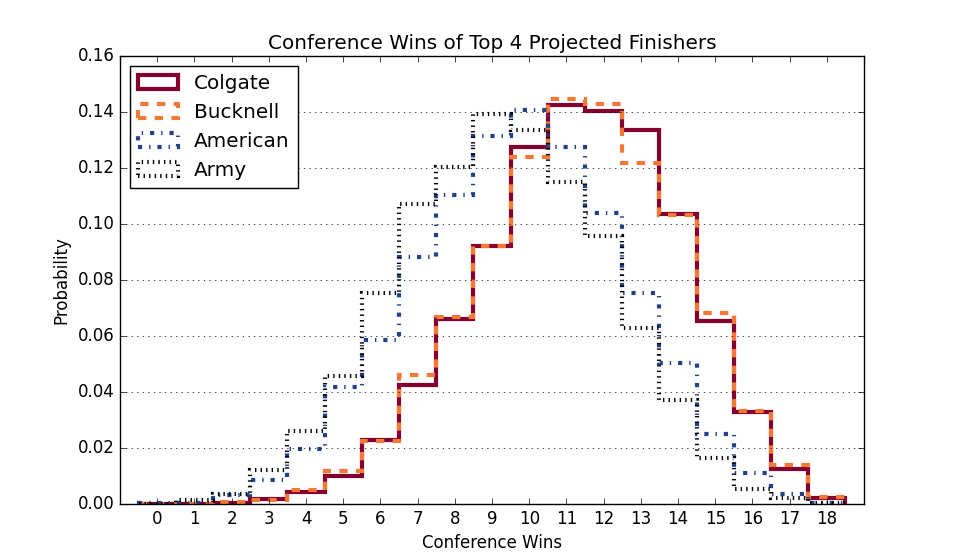 Conference Wins of Top 4 Projected Finishers
Colgate
Bucknell
American
Army
Probability
0.16
0.14
0.12
0.10
0.08
0.06
0.04
0.02
0.00
0 1 2 3 4 5 6 7 8 9 10 11 12 13 14 15 16 17 18
Conference Wins